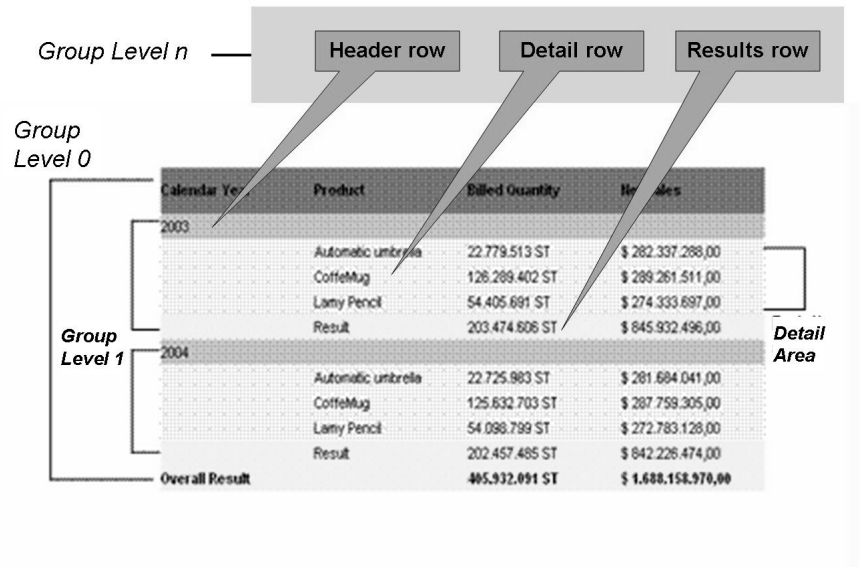 Group Level n
Header row
Detail row
Results row
Group
Level 0
Calendar Year Product Billed Quantity Net Sales
2003
Automatic umbrella 22.779.513 ST $ 282.337.288,00
CoffeMug 126.289.402 ST $ 289.261.511,00
Lamy Pencil 54.405.691 ST $ 274.333.697,00
Result 203.474.606 ST $ 845.932.496,00
Group
Level 1
Detail
Area
2004
Automatic umbrella 22.725.983 ST $ 281.684.041,00
CoffeMug 125.632.703 ST $ 287.759.305,00
Lamy Pencil 54.098.799 ST $ 272.783.128,00
Result 202.457.485 ST $ 842.226.474,00
Overall Result 405.932.091 ST $ 1.688.158.970,00